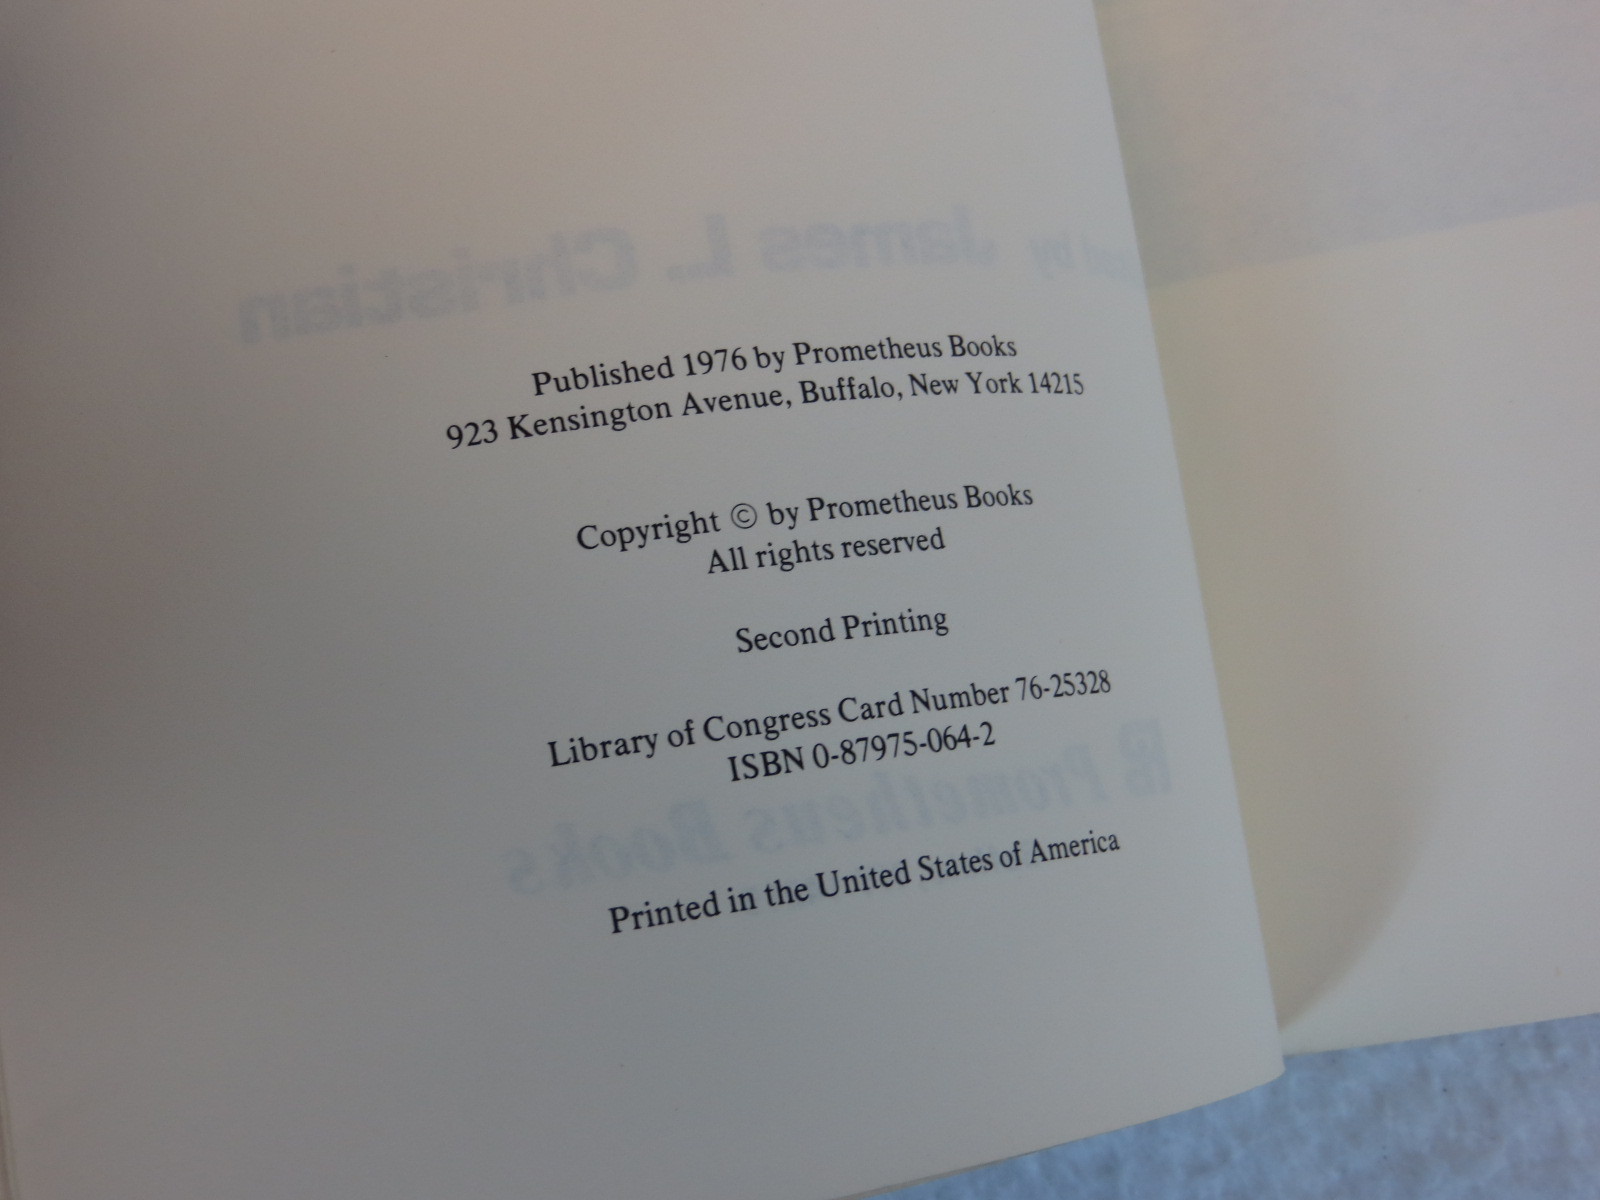 Published 1976 by Prometheus Books
923 Kensington Avenue, Buffalo, New York 14215
Copyright © by Prometheus Books
All rights reserved
Second Printing
Library of Congress Card Number 76-25328
ISBN 0-87975-064-2
Printed in the United States of America